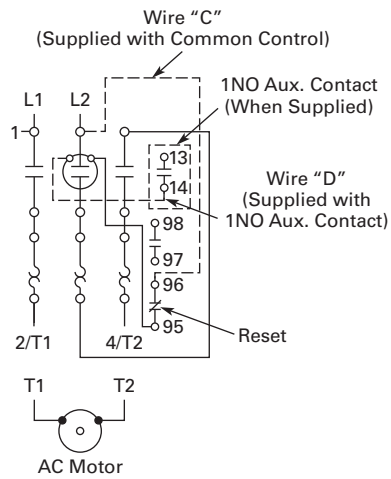 Wire “C”
(Supplied with Common Control)
1NO Aux. Contact
(When Supplied)
L1 L2
1
13
14
Wire “D”
(Supplied with
1NO Aux. Contact)
98
97
96
95
Reset
2/T1 4/T2
T1 T2
AC Motor